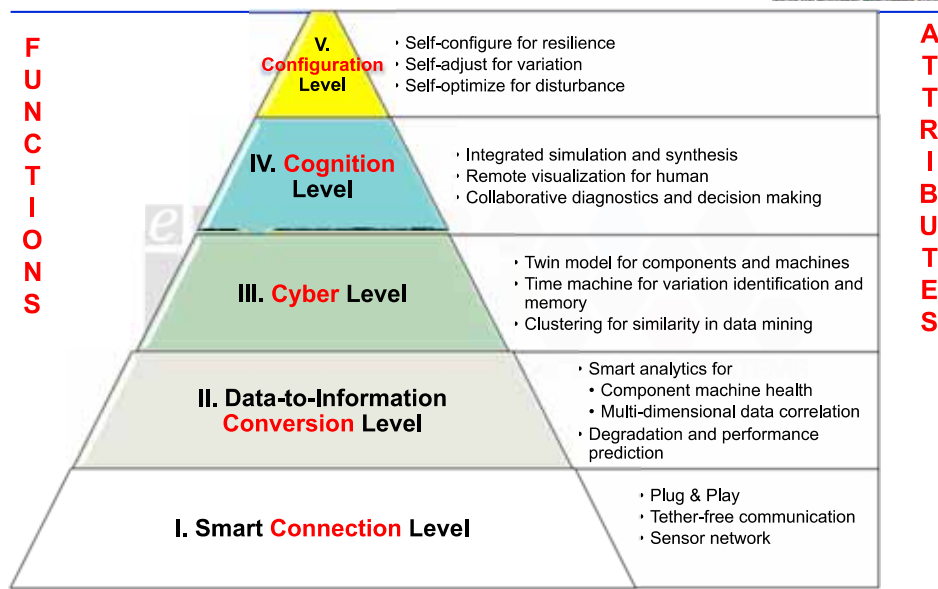 FUNCTIONS
ATTRIBUTES
V.
Configuration
Level
• Self-configure for resilience
• Self-adjust for variation
• Self-optimize for disturbance
IV. Cognition
Level
• Integrated simulation and synthesis
• Remote visualization for human
• Collaborative diagnostics and decision making
III. Cyber Level
• Twin model for components and machines
• Time machine for variation identification and
memory
• Clustering for similarity in data mining
II. Data-to-Information
Conversion Level
• Smart analytics for
• Component machine health
• Multi-dimensional data correlation
• Degradation and performance
prediction
I. Smart Connection Level
• Plug & Play
• Tether-free communication
• Sensor network